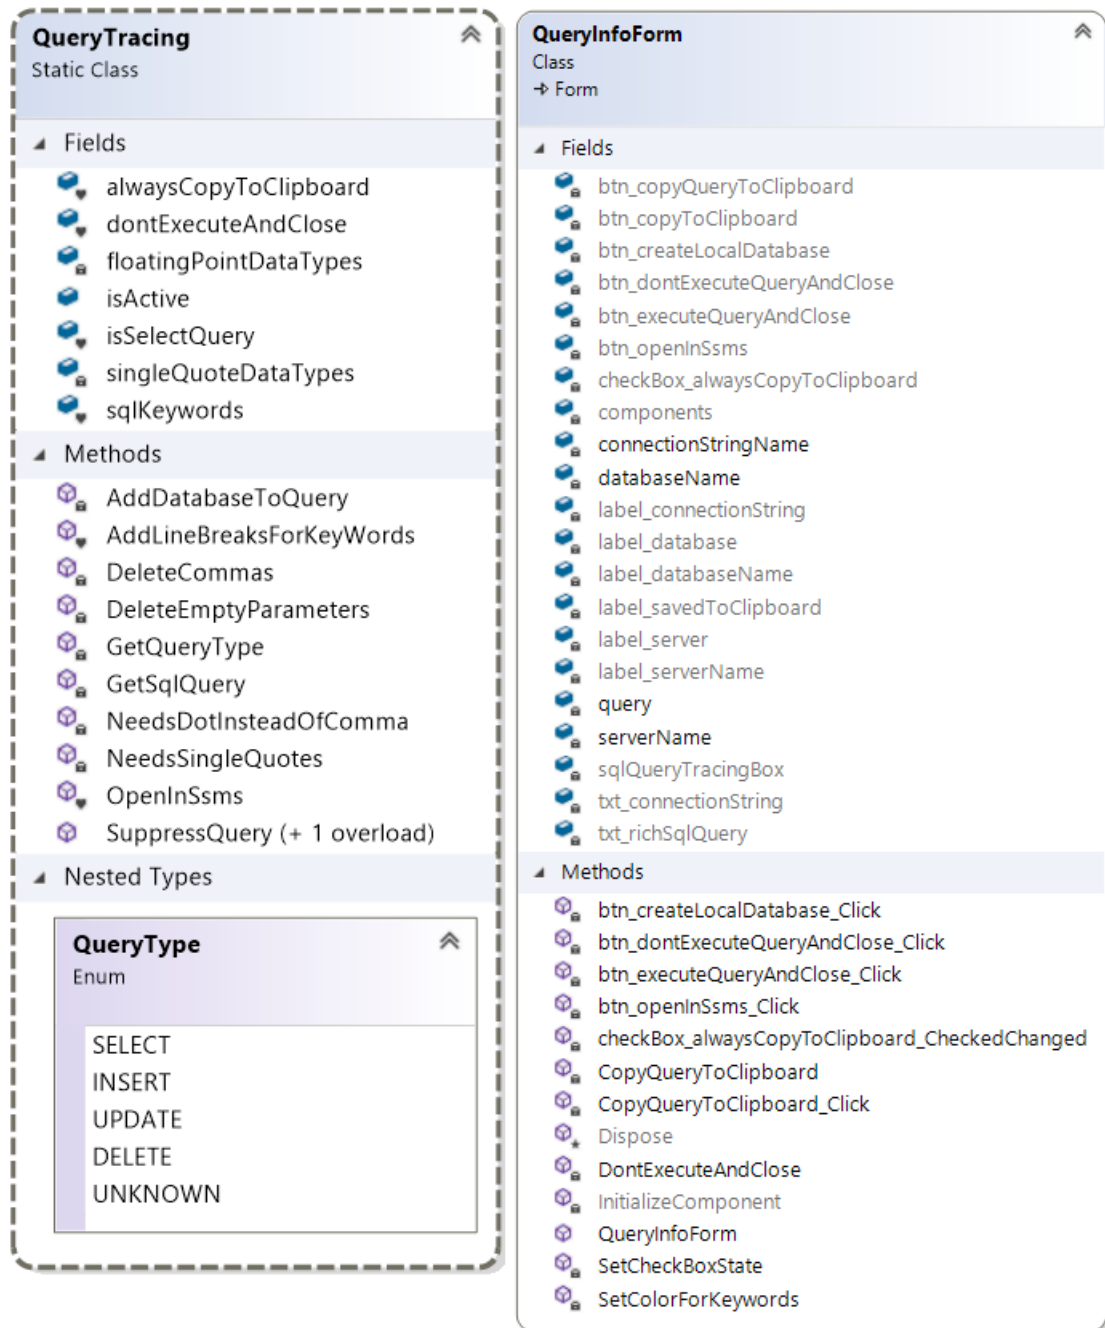 QueryTracing
Static Class
Fields
alwaysCopyToClipboard
dontExecuteAndClose
floatingPointDataTypes
isActive
isSelectQuery
singleQuoteDataTypes
sqlKeywords
Methods
AddDatabaseToQuery
AddLineBreaksForKeyWords
DeleteCommas
DeleteEmptyParameters
GetQueryType
GetSqlQuery
NeedsDotInsteadOfComma
NeedsSingleQuotes
OpenInSsms
SuppressQuery (+ 1 overload)
Nested Types
QueryType
Enum
SELECT
INSERT
UPDATE
DELETE
UNKNOWN
QueryInfoForm
Class
Form
Fields
btn_copyQueryToClipboard
btn_copyToClipboard
btn_createLocalDatabase
btn_dontExecuteQueryAndClose
btn_executeQueryAndClose
btn_openInSsms
checkBox_alwaysCopyToClipboard
components
connectionStringName
databaseName
label_connectionString
label_database
label_databaseName
label_savedToClipboard
label_server
label_serverName
query
serverName
sqlQueryTracingBox
txt_connectionString
txt_richSqlQuery
Methods
btn_createLocalDatabase_Click
btn_dontExecuteQueryAndClose_Click
btn_executeQueryAndClose_Click
btn_openInSsms_Click
checkBox_alwaysCopyToClipboard_CheckedChanged
CopyQueryToClipboard
CopyQueryToClipboard_Click
Dispose
DontExecuteAndClose
InitializeComponent
QueryInfoForm
SetCheckBoxState
SetColorForKeywords